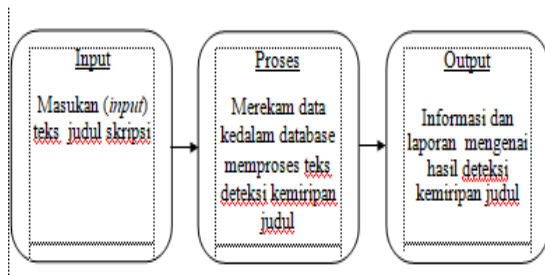 Input
Masukan (input)
teks judul skripsi
Proses
Merekam data
kedalam database
memproses teks
deteksi kemiripan
judul
Output
Informasi dan
laporan mengenai
hasil deteksi
kemiripan judul